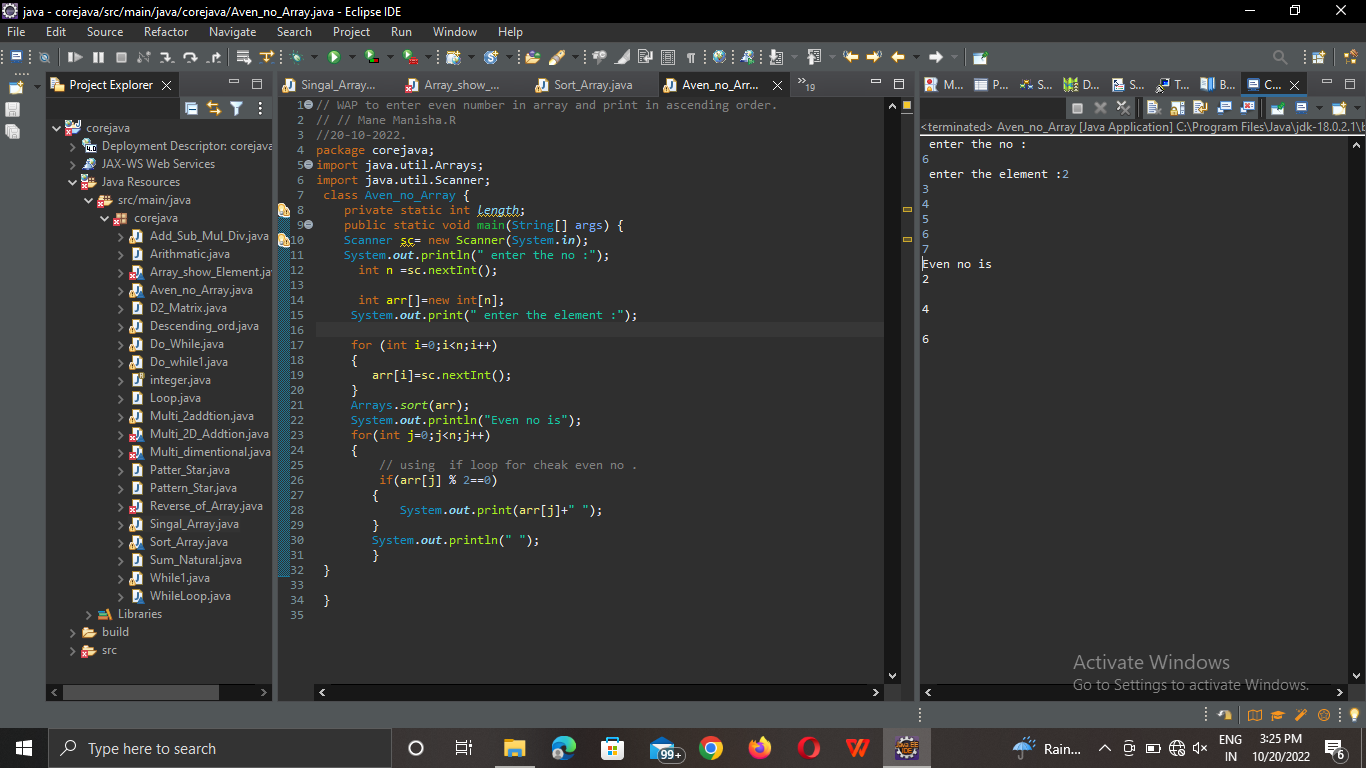 java - corejava/src/main/java/corejava/Aven_no_Array.java - Eclipse IDE
File Edit Source Refactor Navigate Search Project Run Window Help
Project Explorer
corejava
Deployment Descriptor: corejava
JAX-WS Web Services
Java Resources
src/main/java
corejava
Add_Sub_Mul_Div.java
Arithmatic.java
Array_show_Element.jav
Aven_no_Array.java
D2_Matrix.java
Descending_ord.java
Do_While.java
Do_while1.java
integer.java
Loop.java
Multi_2addtion.java
Multi_2D_Addtion.java
Multi_dimentional.java
Patter_Star.java
Pattern_Star.java
Reverse_of_Array.java
Singal_Array.java
Sort_Array.java
Sum_Natural.java
While1.java
WhileLoop.java
Libraries
build
src
Singal_Array... Array_show_... Sort_Array.java Aven_no_Arr... »19
1 // WAP to enter even number in array and print in ascending order.
2 // // Mane Manisha.R
3 //20-10-2022.
4 package corejava;
5 import java.util.Arrays;
6 import java.util.Scanner;
7 class Aven_no_Array {
8 private static int length;
9 public static void main(String[] args) {
10 Scanner sc= new Scanner(System.in);
11 System.out.println(" enter the no :");
12 int n =sc.nextInt();
13
14 int arr[]=new int[n];
15 System.out.print(" enter the element :");
16
17 for (int i=0;i<n;i++)
18 {
19 arr[i]=sc.nextInt();
20 }
21 Arrays.sort(arr);
22 System.out.println("Even no is");
23 for(int j=0;j<n;j++)
24 {
25 // using  if loop for cheak even no .
26 if(arr[j] % 2==0)
27 {
28 System.out.print(arr[j]+" ");
29 }
30 System.out.println(" ");
31 }
32 }
33
34 }
35
M... P... S... D... S... T... B... C...
<terminated> Aven_no_Array [Java Application] C:\Program Files\Java\jdk-18.0.2.1\b
enter the no :
6
enter the element :2
3
4
5
6
7
Even no is
2
4
6
Activate Windows
Go to Settings to activate Windows.
Type here to search
99+
Rain...
ENG
IN
3:25 PM
10/20/2022
6